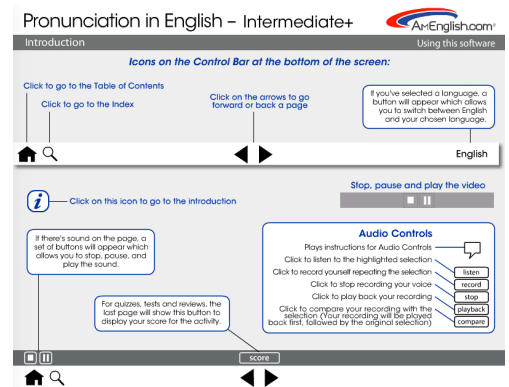 Pronunciation in English – Intermediate+
AMEnglish.com®
Introduction
Using this software
Icons on the Control Bar at the bottom of the screen:
Click to go to the Table of Contents
Click to go to the Index
Click on the arrows to go
forward or back a page
If you've selected a language, a
button will appear which allows
you to switch between English
and your chosen language.
English
i
Click on this icon to go to the introduction
Stop, pause and play the video
If there's sound on the page, a
set of buttons will appear which
allows you to stop, pause, and
play the sound.
For quizzes, tests and reviews, the
last page will show this button to
display your score for the activity.
Audio Controls
Plays instructions for Audio Controls
Click to listen to the highlighted selection
listen
Click to record yourself repeating the selection
record
Click to stop recording your voice
stop
Click to play back your recording
playback
Click to compare your recording with the
selection (Your recording will be played
back first, followed by the original selection)
compare
score